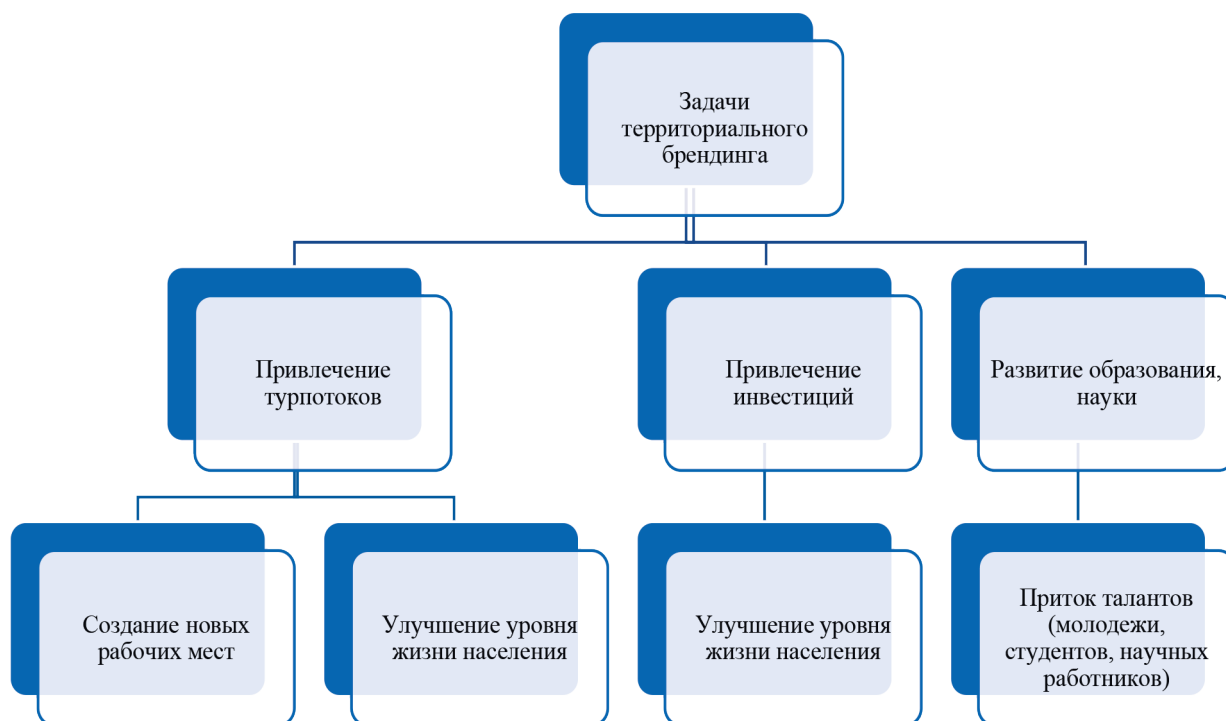 Задачи
территориального
брендинга
Привлечение
турпотоков
Привлечение
инвестиций
Развитие образования,
науки
Создание новых
рабочих мест
Улучшение уровня
жизни населения
Улучшение уровня
жизни населения
Приток талантов
(молодежи,
студентов, научных
работников)